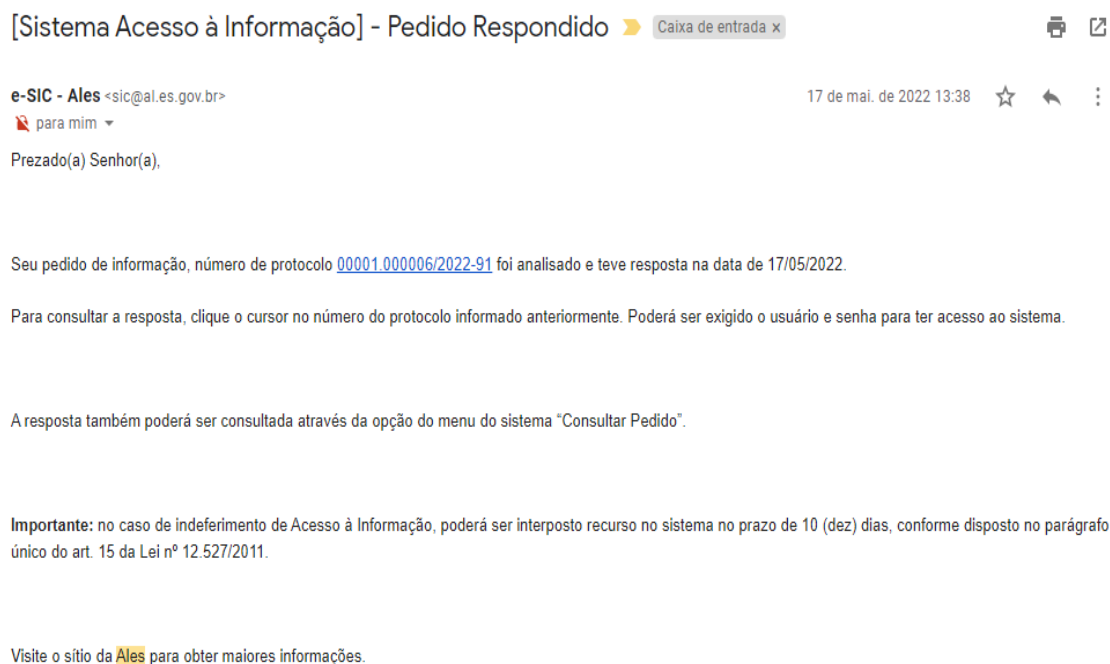 [Sistema Acesso à Informação] - Pedido Respondido
Caixa de entrada x
e-SIC - Ales <sic@al.es.gov.br>
17 de mai. de 2022 13:38
para mim
Prezado(a) Senhor(a),
Seu pedido de informação, número de protocolo 00001.000006/2022-91 foi analisado e teve resposta na data de 17/05/2022.
Para consultar a resposta, clique o cursor no número do protocolo informado anteriormente. Poderá ser exigido o usuário e senha para ter acesso ao sistema.
A resposta também poderá ser consultada através da opção do menu do sistema “Consultar Pedido”.
Importante: no caso de indeferimento de Acesso à Informação, poderá ser interposto recurso no sistema no prazo de 10 (dez) dias, conforme disposto no parágrafo
único do art. 15 da Lei nº 12.527/2011.
Visite o sítio da Ales para obter maiores informações.